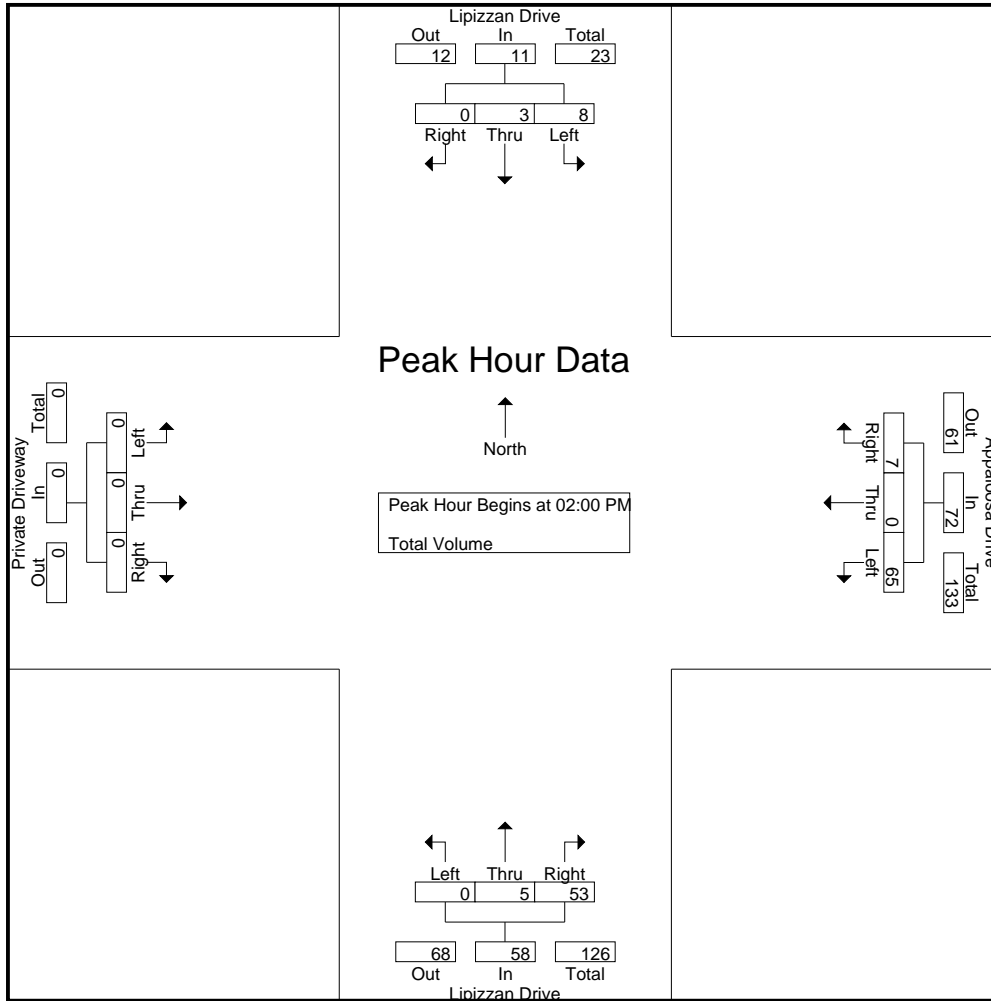 Lipizzan Drive
Out In Total
12 11 23
0 3 8
Right Thru Left
Peak Hour Data
North
Peak Hour Begins at 02:00 PM
Total Volume
Private Driveway
Total In Out
0 0 0
0 0 0
Left Thru Right
Appaloosa Drive
Out In Total
61 72 133
7 0 65
Right Thru Left
Left Thru Right
0 5 53
68 58 126
Out In Total
Lipizzan Drive